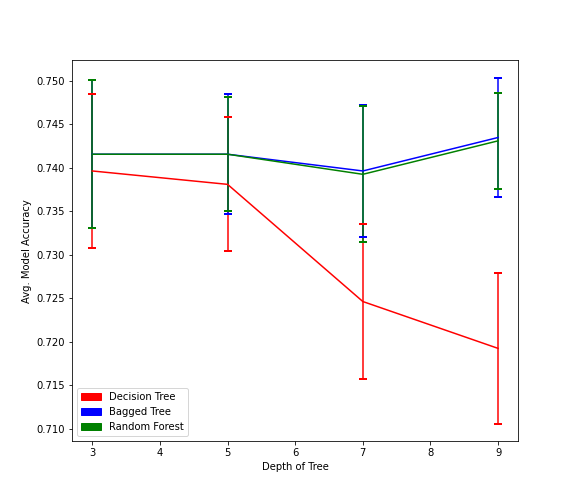 0.750
0.745
0.740
0.735
0.730
0.725
0.720
0.715
0.710
Avg. Model Accuracy
Decision Tree
Bagged Tree
Random Forest
3 4 5 6 7 8 9
Depth of Tree